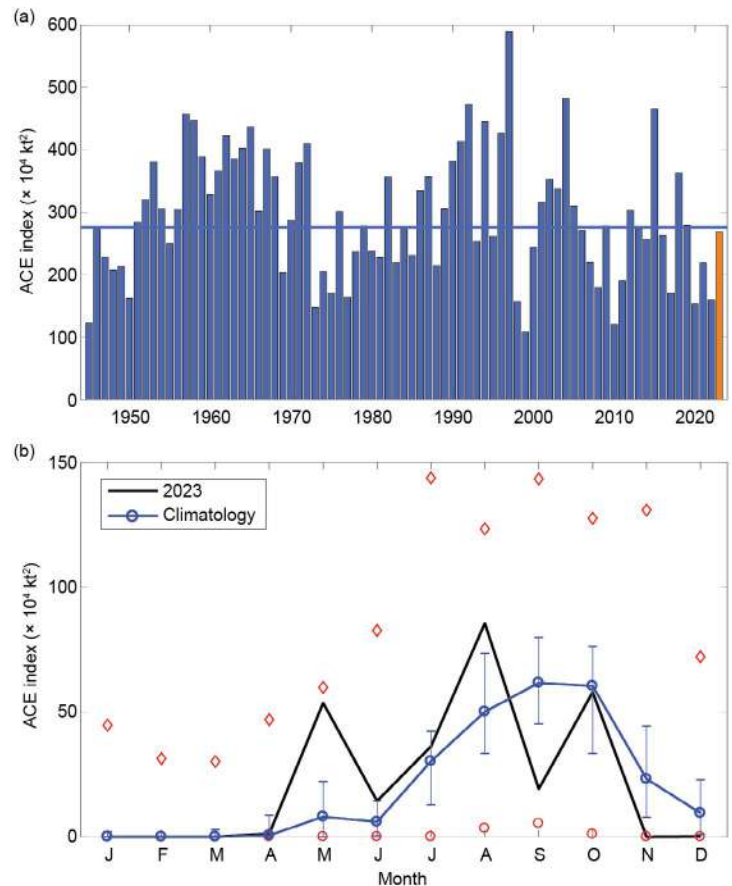 (a)
600
500
400
300
200
100
0
ACE index (× 10⁴ kt²)
1950 1960 1970 1980 1990 2000 2010 2020
(b)
150
100
50
0
ACE index (× 10⁴ kt²)
2023
Climatology
J F M A M J J A S O N D
Month